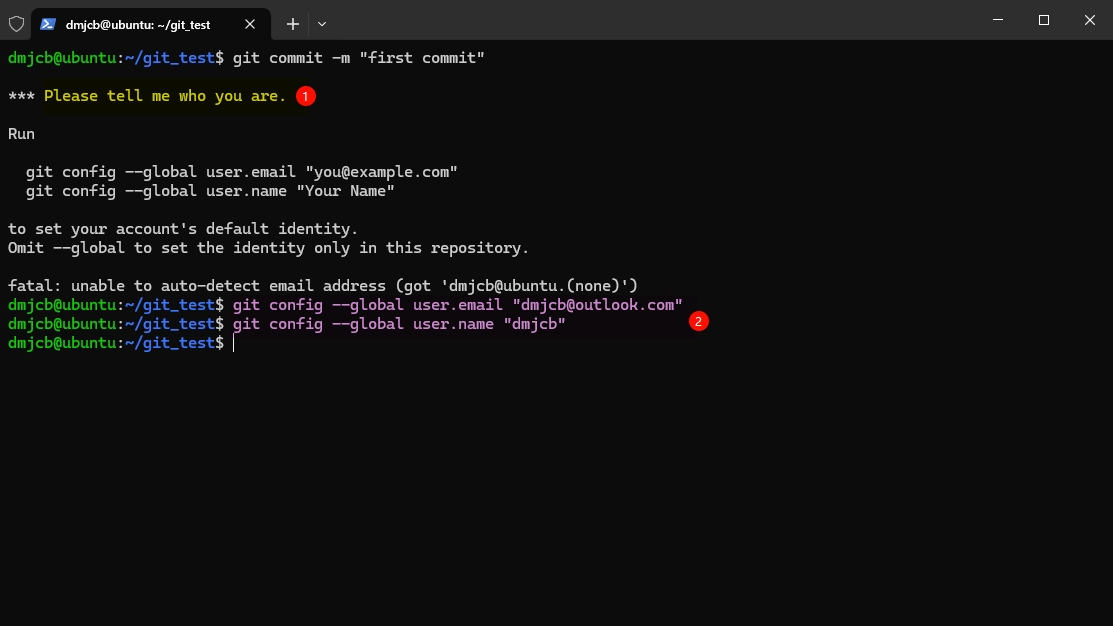 dmjcb@ubuntu: ~/git_test
dmjcb@ubuntu:~/git_test$ git commit -m "first commit"
*** Please tell me who you are. 1
Run
git config --global user.email "you@example.com"
git config --global user.name "Your Name"
to set your account's default identity.
Omit --global to set the identity only in this repository.
fatal: unable to auto-detect email address (got 'dmjcb@ubuntu.(none)')
dmjcb@ubuntu:~/git_test$ git config --global user.email "dmjcb@outlook.com"
dmjcb@ubuntu:~/git_test$ git config --global user.name "dmjcb" 2
dmjcb@ubuntu:~/git_test$